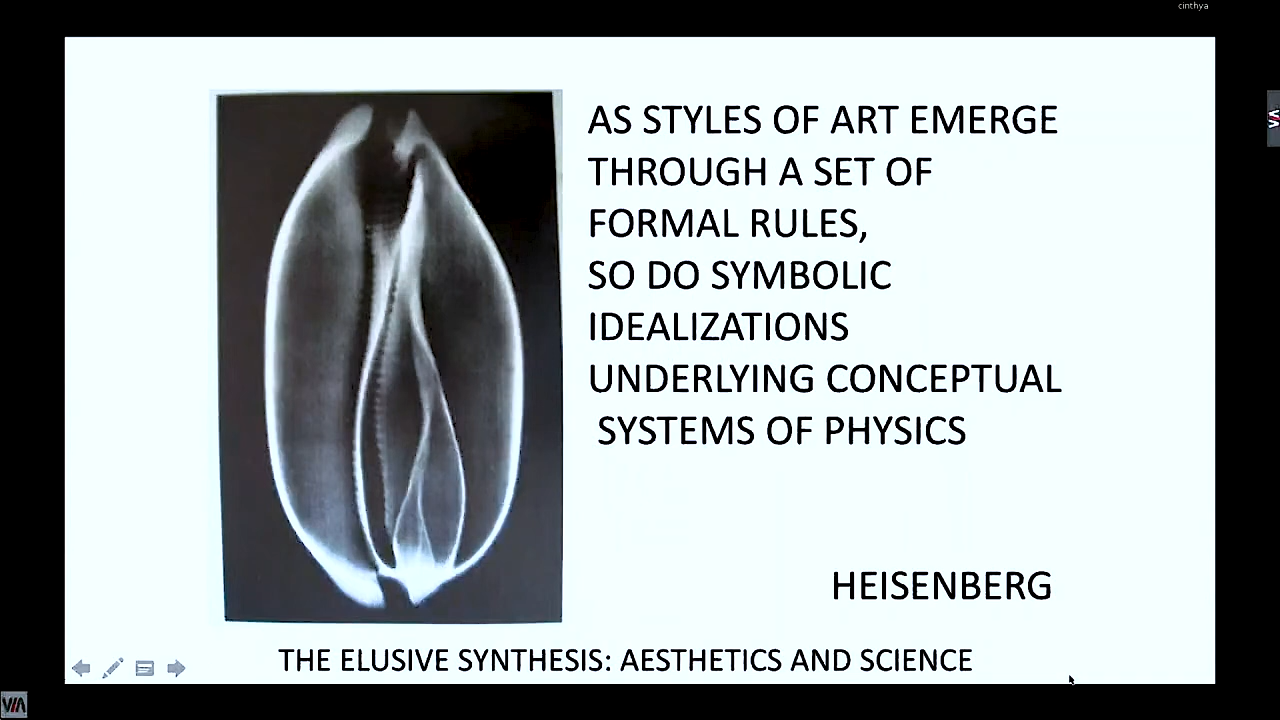 cinthya
AS STYLES OF ART EMERGE
THROUGH A SET OF
FORMAL RULES,
SO DO SYMBOLIC
IDEALIZATIONS
UNDERLYING CONCEPTUAL
SYSTEMS OF PHYSICS
HEISENBERG
THE ELUSIVE SYNTHESIS: AESTHETICS AND SCIENCE
VIA